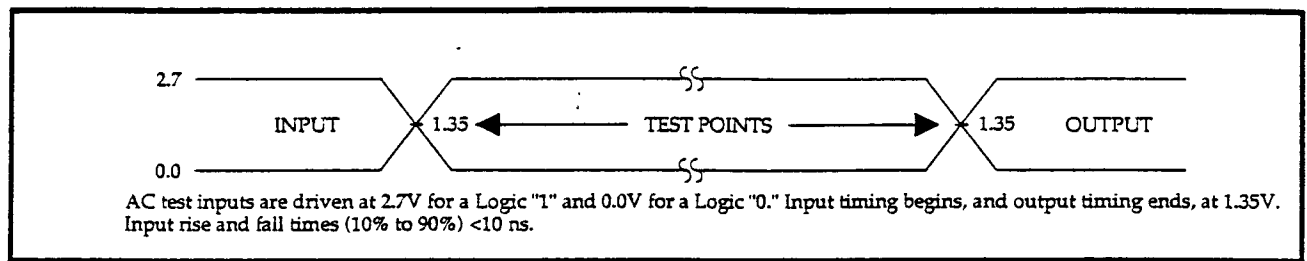 2.7
INPUT 1.35 TEST POINTS 1.35 OUTPUT
0.0
AC test inputs are driven at 2.7V for a Logic "1" and 0.0V for a Logic "0." Input timing begins, and output timing ends, at 1.35V.
Input rise and fall times (10% to 90%) <10 ns.